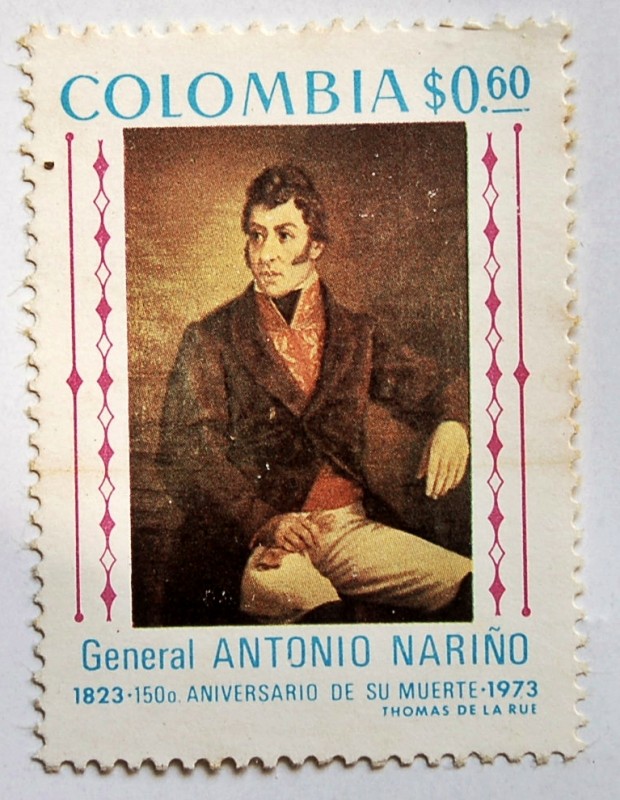 COLOMBIA $0.60
General ANTONIO NARIÑO
1823·150o. ANIVERSARIO DE SU MUERTE·1973
THOMAS DE LA RUE